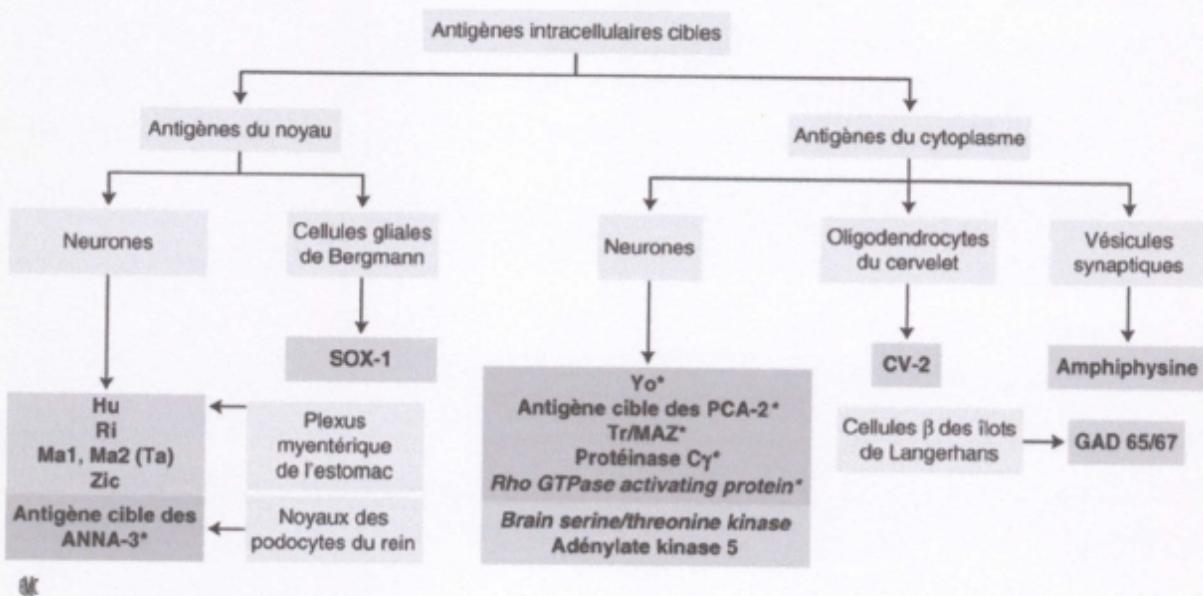 Antigènes intracellulaires cibles
Antigènes du noyau
Antigènes du cytoplasme
Neurones
Cellules gliales
de Bergmann
Neurones
Oligodendrocytes
du cervelet
Vésicules
synaptiques
SOX-1
CV-2
Amphiphysine
Hu
Ri
Ma1, Ma2 (Ta)
Zic
Antigène cible des
ANNA-3*
Plexus
myentérique
de l'estomac
Noyaux des
podocytes du rein
Yo*
Antigène cible des PCA-2*
Tr/MAZ*
Protéinase Cγ*
Rho GTPase activating protein*
Brain serine/threonine kinase
Adénylate kinase 5
Cellules β des îlots
de Langerhans
GAD 65/67